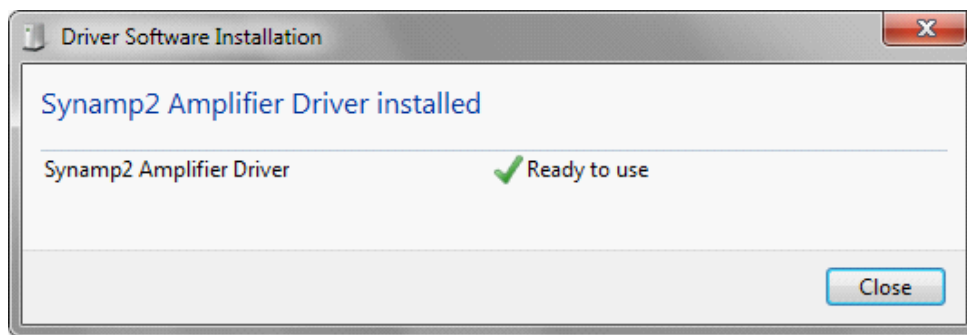 Driver Software Installation
Synamp2 Amplifier Driver installed
Synamp2 Amplifier Driver Ready to use
Close